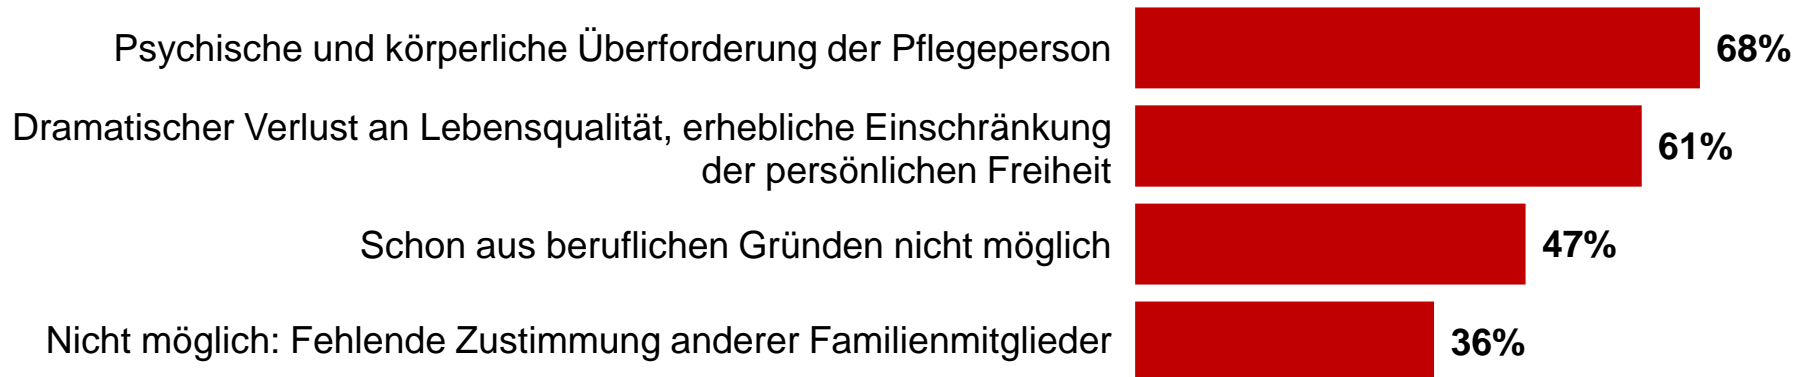 Psychische und körperliche Überforderung der Pflegeperson 68%
Dramatischer Verlust an Lebensqualität, erhebliche Einschränkung
der persönlichen Freiheit 61%
Schon aus beruflichen Gründen nicht möglich 47%
Nicht möglich: Fehlende Zustimmung anderer Familienmitglieder 36%